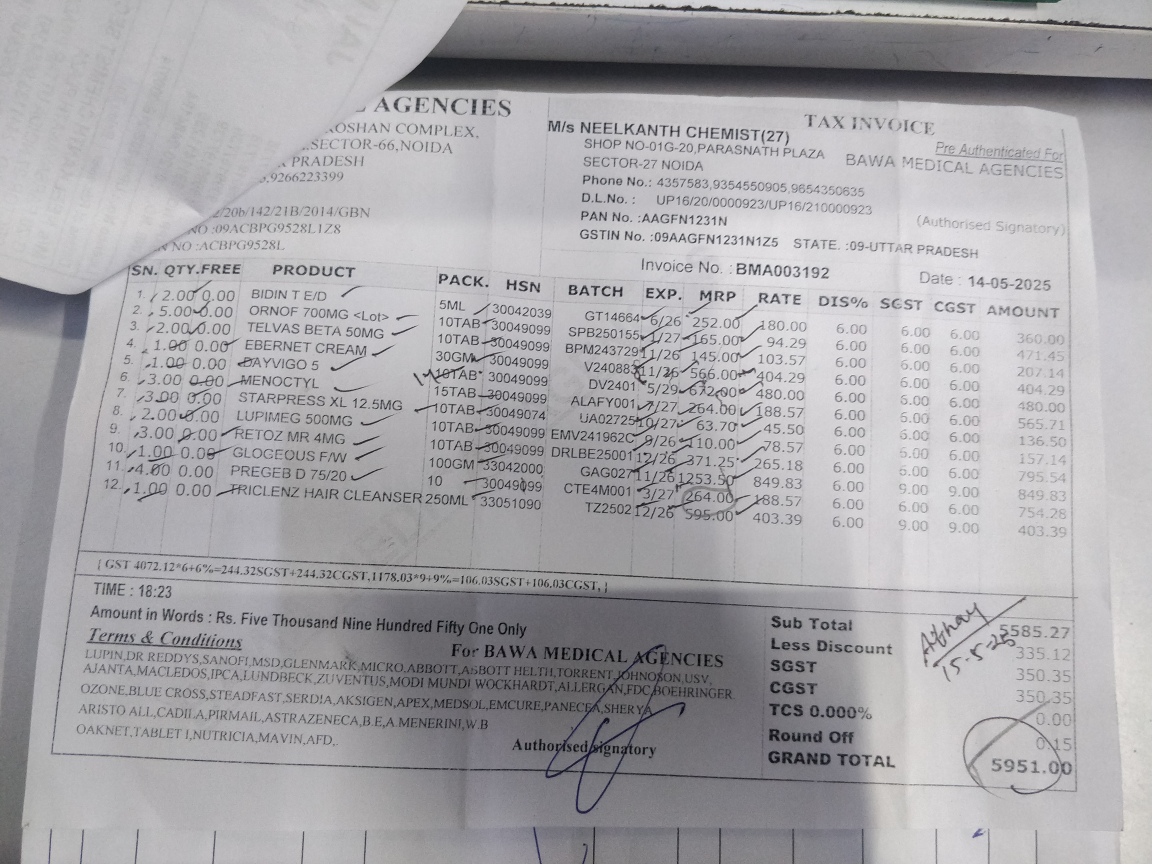 AGENCIES
TAX INVOICE
KOSHAN COMPLEX,
,SECTOR-66,NOIDA
PRADESH
,9266223399
/20b/142/21B/2014/GBN
NO :09ACBPG9528L1Z8
N NO :ACBPG9528L
M/s NEELKANTH CHEMIST(27)
SHOP NO-01G-20,PARASNATH PLAZA
SECTOR-27 NOIDA
Phone No.: 4357583,9354550905,9654350635
D.L.No. : UP16/20/0000923/UP16/210000923
PAN No. :AAGFN1231N
GSTIN No. :09AAGFN1231N1Z5 STATE. :09-UTTAR PRADESH
Pre Authenticated For
BAWA MEDICAL AGENCIES
(Authorised Signatory)
Invoice No. : BMA003192 Date : 14-05-2025
SN. QTY.FREE PRODUCT PACK. HSN BATCH EXP. MRP RATE DIS% SGST CGST AMOUNT
1. 2.00 0.00 BIDIN T E/D 5ML 30042039 GT14664 6/26 252.00 180.00 6.00 6.00 6.00 360.00
2. 5.00 0.00 ORNOF 700MG <Lot> 10TAB 30049099 SPB250155 1/27 165.00 94.29 6.00 6.00 6.00 471.45
3. 2.00 0.00 TELVAS BETA 50MG 10TAB 30049099 BPM2437291 11/26 145.00 103.57 6.00 6.00 6.00 207.14
4. 1.00 0.00 EBERNET CREAM 30GM 30049099 V240883 11/26 566.00 404.29 6.00 6.00 6.00 404.29
5. 1.00 0.00 DAYVIGO 5 10TAB 30049099 DV2401 5/29 672.00 480.00 6.00 6.00 6.00 480.00
6. 3.00 0.00 MENOCTYL 15TAB 30049099 ALAFY001 7/27 264.00 188.57 6.00 6.00 6.00 565.71
7. 3.00 0.00 STARPRESS XL 12.5MG 10TAB 30049074 UA02725 10/27 63.70 45.50 6.00 6.00 6.00 136.50
8. 2.00 0.00 LUPIMEG 500MG 10TAB 30049099 EMV241962C 9/26 110.00 78.57 6.00 6.00 6.00 157.14
9. 3.00 0.00 RETOZ MR 4MG 10TAB 30049099 DRLBE25001 12/26 371.25 265.18 6.00 6.00 6.00 795.54
10. 1.00 0.00 GLOGEOUS F/W 100GM 33042000 GAG027 11/26 1253.50 849.83 6.00 9.00 9.00 849.83
11. 4.00 0.00 PREGEB D 75/20 10 30049099 CTE4M001 3/27 264.00 188.57 6.00 6.00 6.00 754.28
12. 1.00 0.00 TRICLENZ HAIR CLEANSER 250ML 33051090 TZ2502 12/26 595.00 403.39 6.00 9.00 9.00 403.39
[ GST 4072.12*6+6%=244.32SGST+244.32CGST,1178.03*9+9%=106.03SGST+106.03CGST, ]
TIME : 18:23
Amount in Words : Rs. Five Thousand Nine Hundred Fifty One Only
Terms & Conditions
For BAWA MEDICAL AGENCIES
LUPIN,DR REDDYS,SANOFI,MSD,GLENMARK,MICRO,ABBOTT,ASBOTT HELTH,TORRENT,JOHNOSON,USV,
AJANTA,MACLEDOS,IPCA,LUNDBECK,ZUVENTUS,MODI MUNDI WOCKHARDT,ALLERGAN,FDC,BOEHRINGER
OZONE,BLUE CROSS,STEADFAST,SERDIA,AKSIGEN,APEX,MEDSOL,EMCURE,PANECEA,SHERYA
ARISTO ALL,CADILA,PIRMAIL,ASTRAZENECA,B.E,A MENERINI,W.B
OAKNET,TABLET I,NUTRICIA,MAVIN,AFD,.
Authorised signatory
Sub Total 5585.27
Less Discount 335.12
SGST 350.35
CGST 350.35
TCS 0.000% 0.00
Round Off 0.15
GRAND TOTAL 5951.00
15-5-25